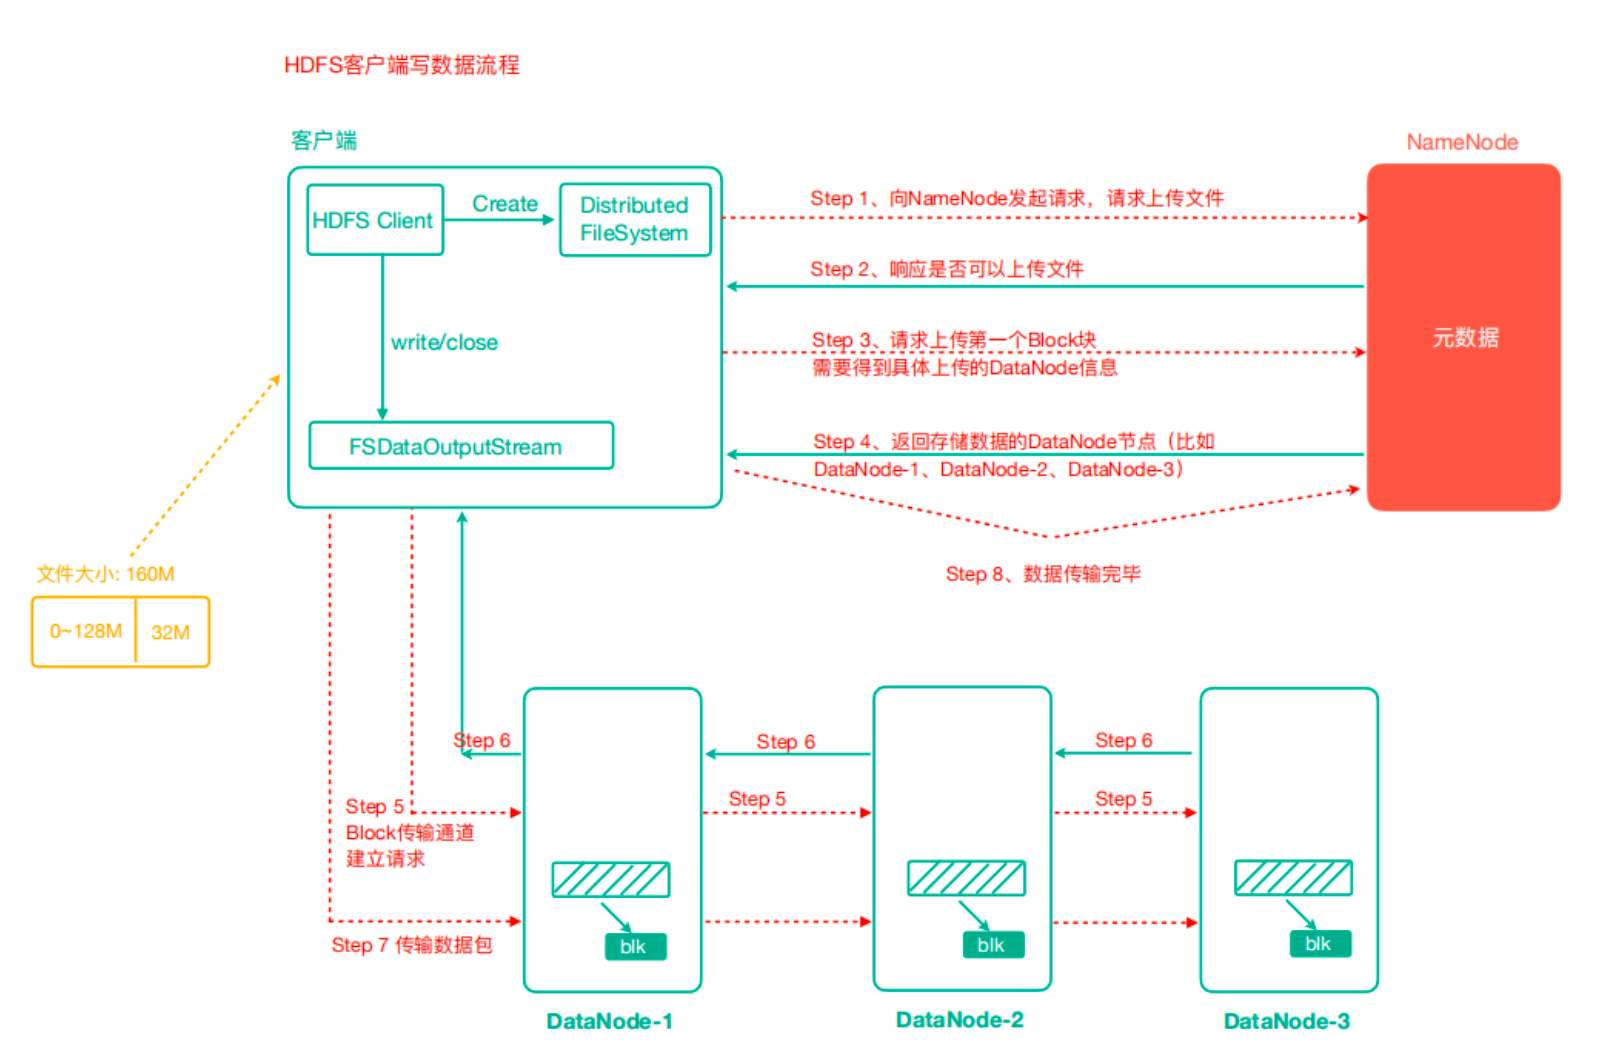 HDFS客户端写数据流程
客户端
NameNode
HDFS Client
Create
Distributed
FileSystem
write/close
FSDataOutputStream
Step 1、向NameNode发起请求，请求上传文件
Step 2、响应是否可以上传文件
Step 3、请求上传第一个Block块
需要得到具体上传的DataNode信息
Step 4、返回存储数据的DataNode节点（比如
DataNode-1、DataNode-2、DataNode-3）
元数据
Step 8、数据传输完毕
文件大小: 160M
0~128M
32M
Step 6
Step 6
Step 6
Step 5
Block传输通道
建立请求
Step 5
Step 5
Step 7 传输数据包
blk
blk
blk
DataNode-1
DataNode-2
DataNode-3